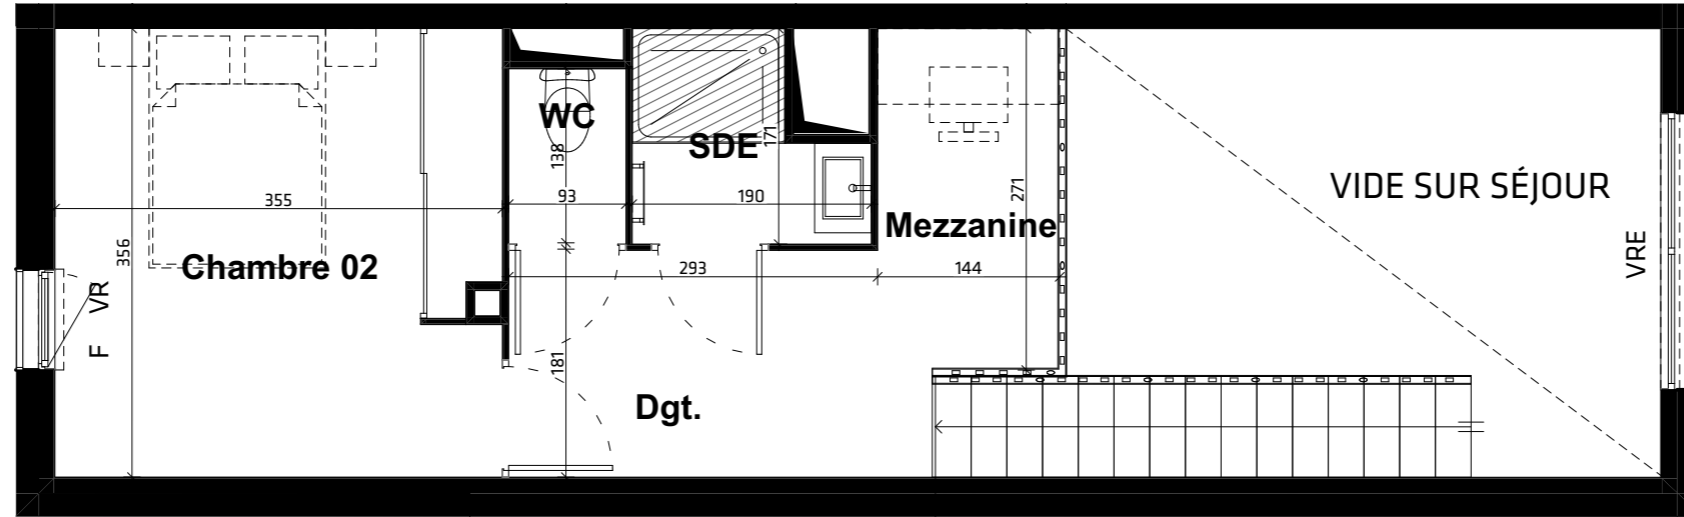 WC
SDE
138
171
355
93
190
271
VIDE SUR SÉJOUR
356
Mezzanine
Chambre 02
293
144
VRE
F VR
181
Dgt.